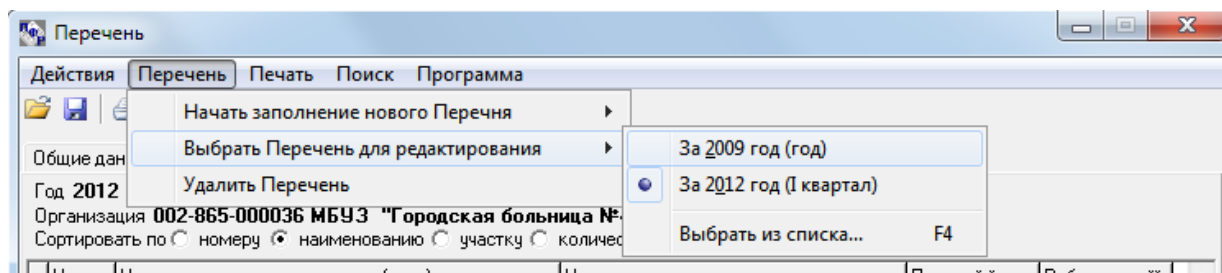 Перечень
Действия Перечень Печать Поиск Программа
Начать заполнение нового Перечня
Выбрать Перечень для редактирования
Удалить Перечень
За 2009 год (год)
За 2012 год (I квартал)
Выбрать из списка... F4
Общие дан
Год 2012
Организация 002-865-000036 МБУЗ "Городская больница №
Сортировать по номеру наименованию участку количес